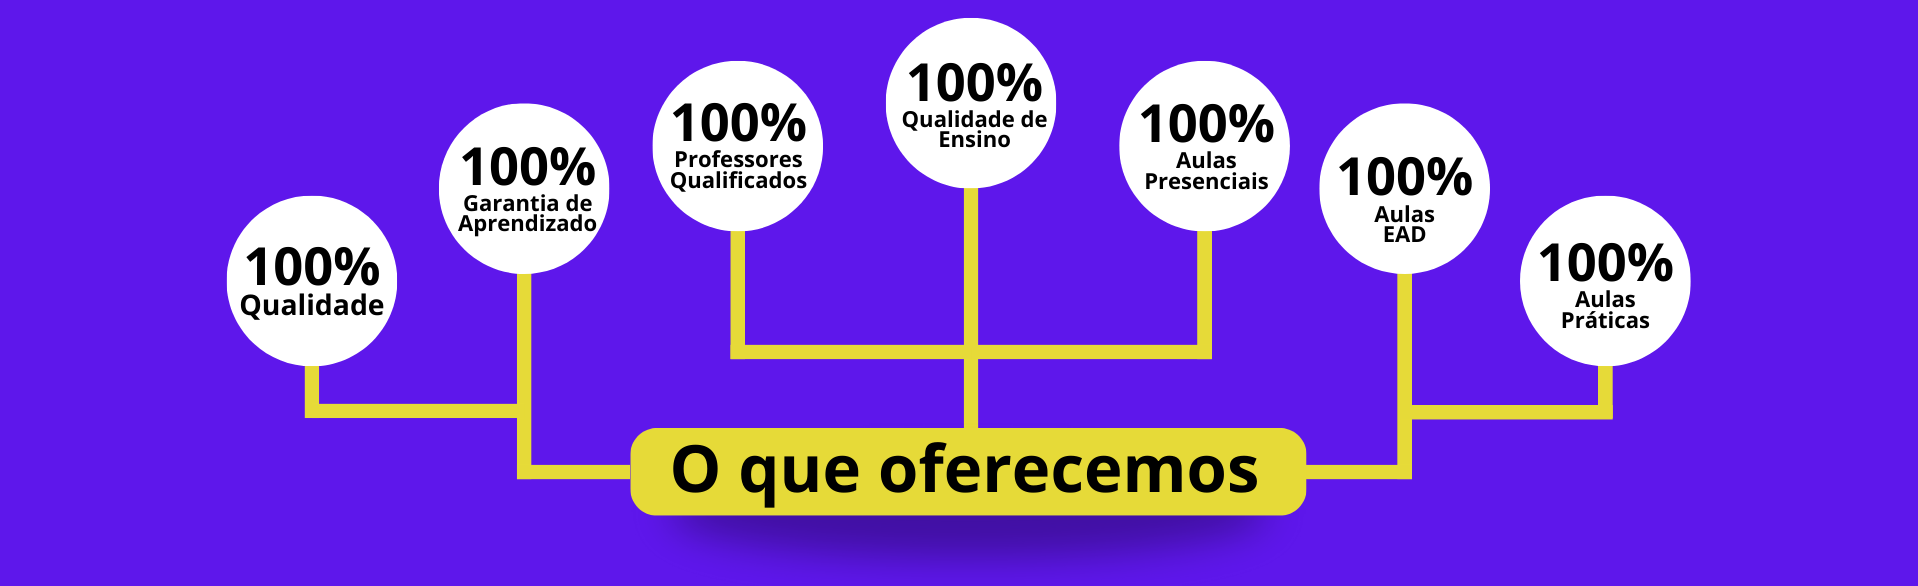 100%
Qualidade
100%
Garantia de
Aprendizado
100%
Professores
Qualificados
100%
Qualidade de
Ensino
100%
Aulas
Presenciais
100%
Aulas
EAD
100%
Aulas
Práticas
O que oferecemos